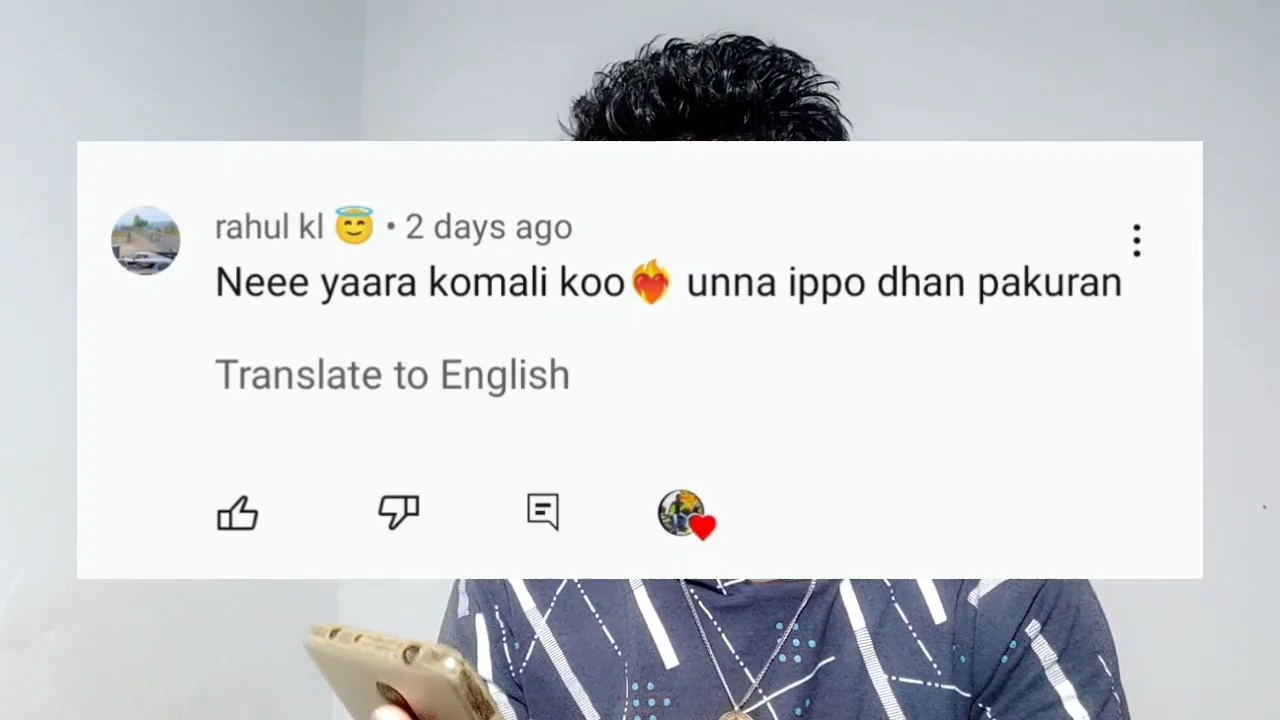 rahul kl 😇 • 2 days ago
Neee yaara komali koo❤️‍🔥 unna ippo dhan pakuran
Translate to English